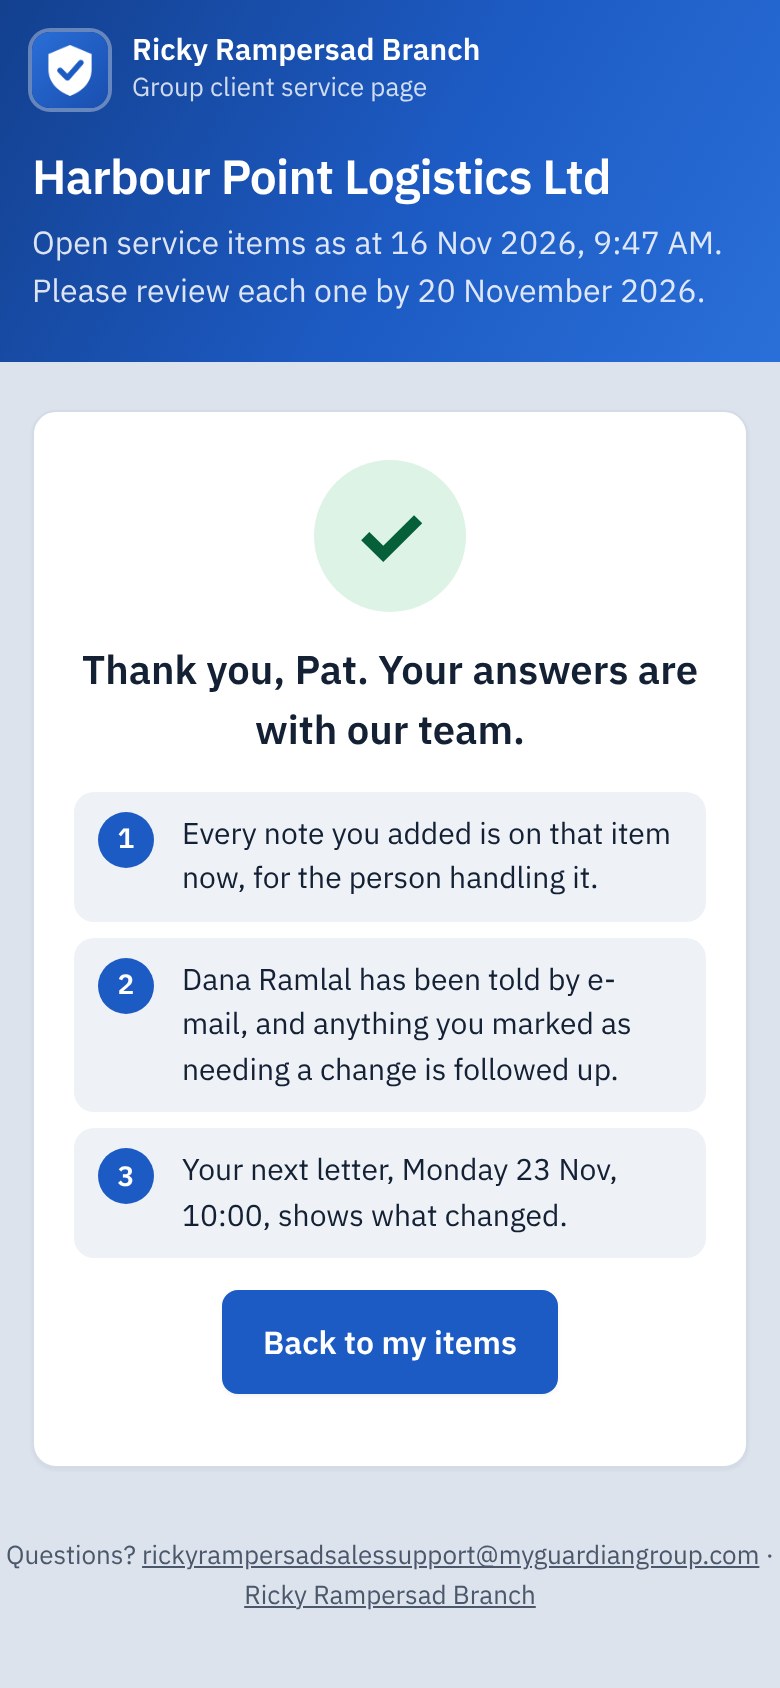 Ricky Rampersad Branch
Group client service page
Harbour Point Logistics Ltd
Open service items as at 16 Nov 2026, 9:47 AM.
Please review each one by 20 November 2026.
Thank you, Pat. Your answers are
with our team.
1
Every note you added is on that item
now, for the person handling it.
2
Dana Ramlal has been told by e-
mail, and anything you marked as
needing a change is followed up.
3
Your next letter, Monday 23 Nov,
10:00, shows what changed.
Back to my items
Questions? rickyrampersadsalessupport@myguardiangroup.com ·
Ricky Rampersad Branch